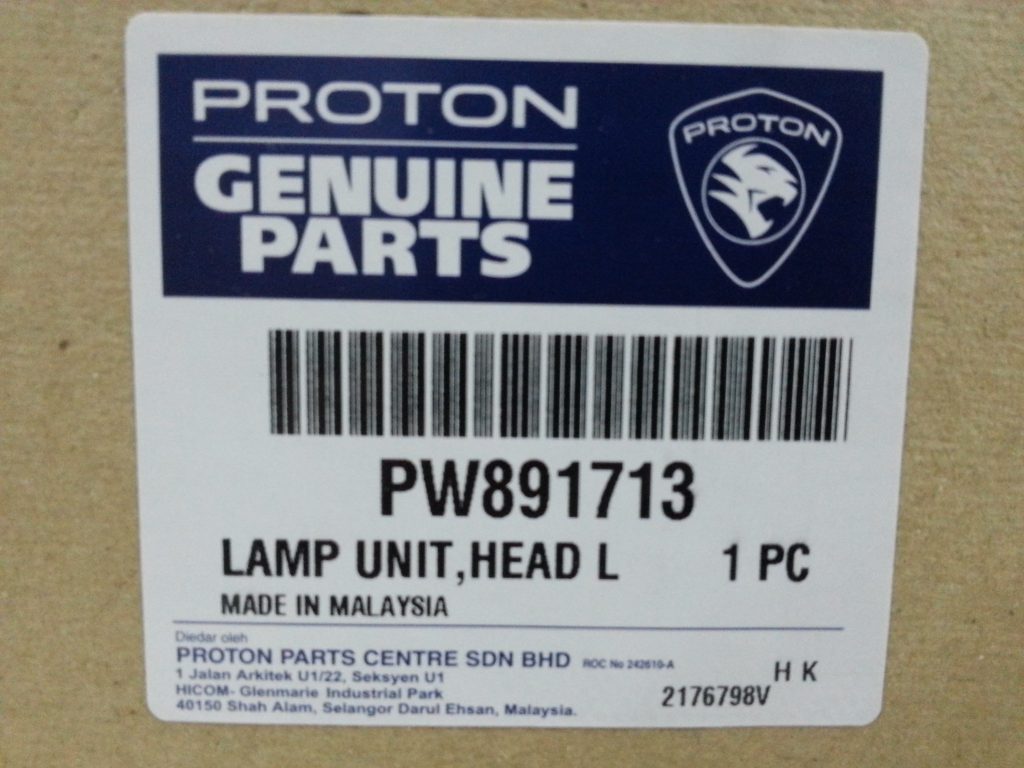 PROTON
GENUINE
PARTS
PROTON
PW891713
LAMP UNIT,HEAD L 1 PC
MADE IN MALAYSIA
Diedar oleh
PROTON PARTS CENTRE SDN BHD ROC No 242610-A
1 Jalan Arkitek U1/22, Seksyen U1
HICOM- Glenmarie Industrial Park
40150 Shah Alam, Selangor Darul Ehsan, Malaysia.
H K
2176798V